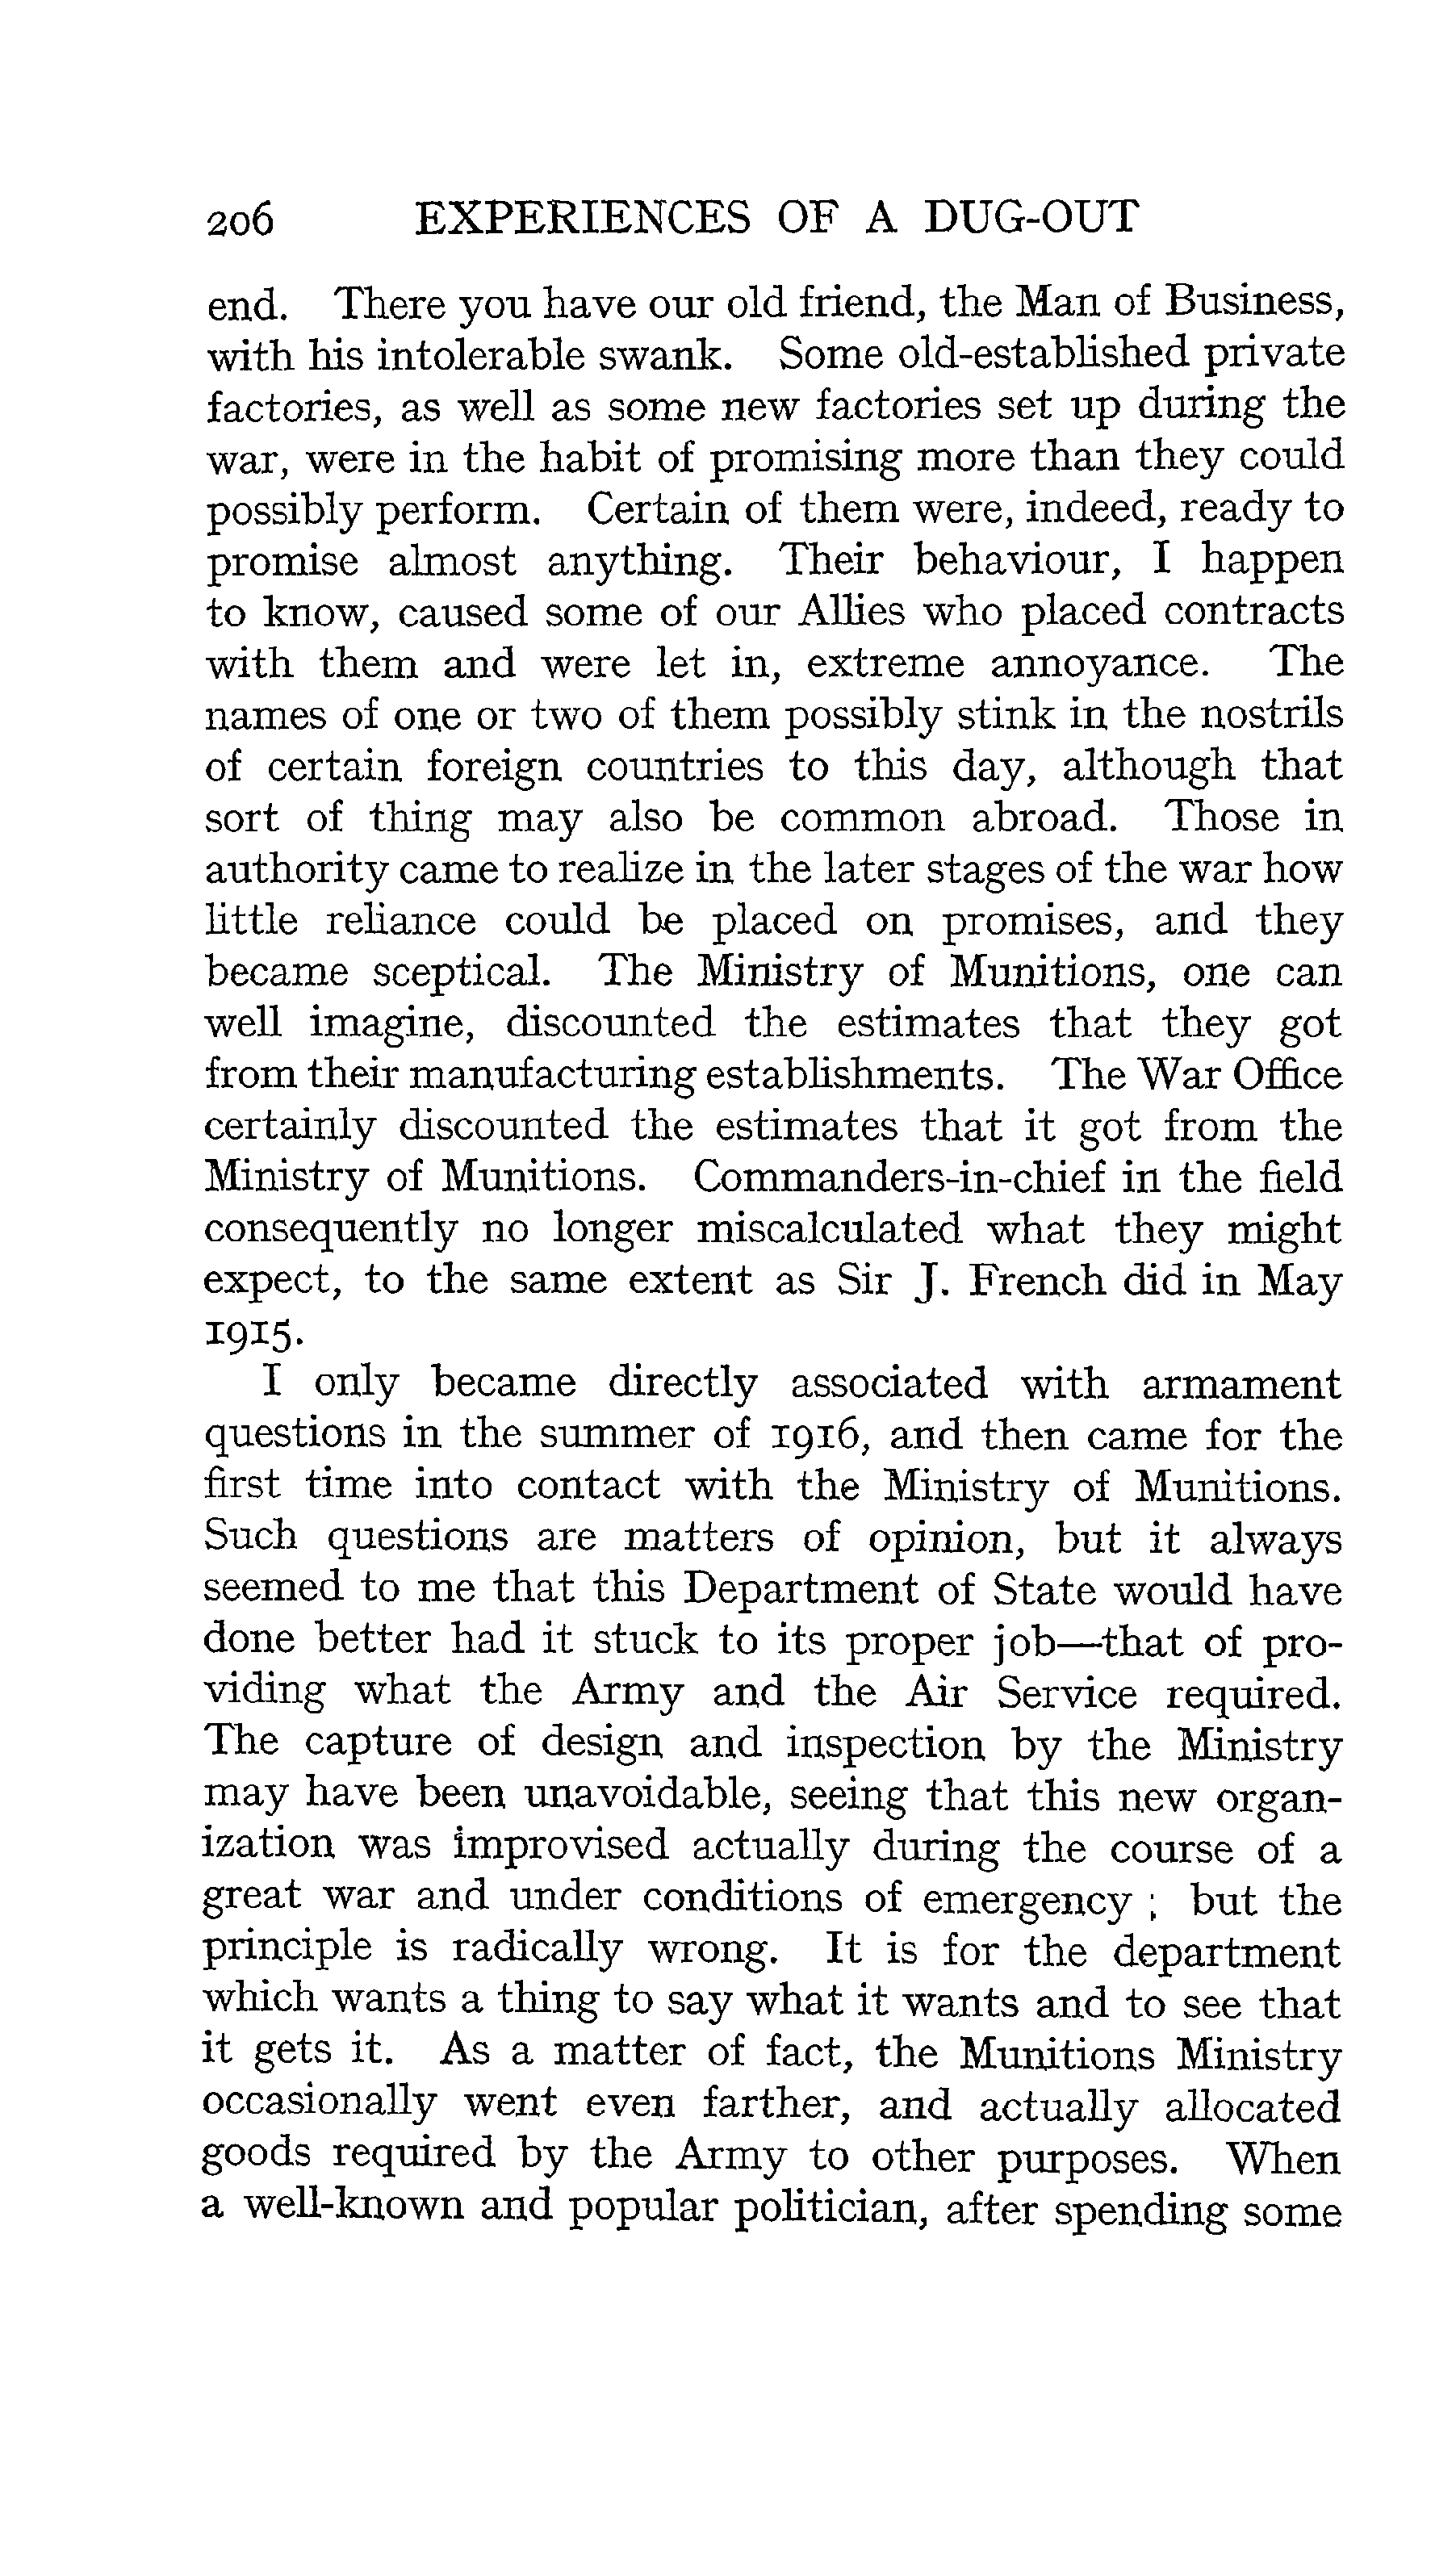 206 EXPERIENCES OF A DUG-OUT
end. There you have our old friend, the Man of Business,
with his intolerable swank. Some old-established private
factories, as well as some new factories set up during the
war, were in the habit of promising more than they could
possibly perform. Certain of them were, indeed, ready to
promise almost anything. Their behaviour, I happen
to know, caused some of our Allies who placed contracts
with them and were let in, extreme annoyance. The
names of one or two of them possibly stink in the nostrils
of certain foreign countries to this day, although that
sort of thing may also be common abroad. Those in
authority came to realize in the later stages of the war how
little reliance could be placed on promises, and they
became sceptical. The Ministry of Munitions, one can
well imagine, discounted the estimates that they got
from their manufacturing establishments. The War Office
certainly discounted the estimates that it got from the
Ministry of Munitions. Commanders-in-chief in the field
consequently no longer miscalculated what they might
expect, to the same extent as Sir J. French did in May
1915.
I only became directly associated with armament
questions in the summer of 1916, and then came for the
first time into contact with the Ministry of Munitions.
Such questions are matters of opinion, but it always
seemed to me that this Department of State would have
done better had it stuck to its proper job—that of pro-
viding what the Army and the Air Service required.
The capture of design and inspection by the Ministry
may have been unavoidable, seeing that this new organ-
ization was improvised actually during the course of a
great war and under conditions of emergency ; but the
principle is radically wrong. It is for the department
which wants a thing to say what it wants and to see that
it gets it. As a matter of fact, the Munitions Ministry
occasionally went even farther, and actually allocated
goods required by the Army to other purposes. When
a well-known and popular politician, after spending some